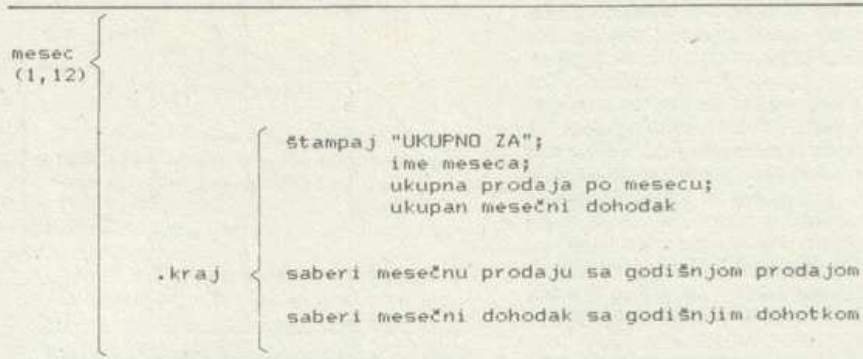 mesec
(1,12)
štampaj "UKUPNO ZA";
ime meseca;
ukupna prodaja po mesecu;
ukupan mesečni dohodak
.kraj
saberi mesečnu prodaju sa godišnjom prodajom
saberi mesečni dohodak sa godišnjim dohotkom